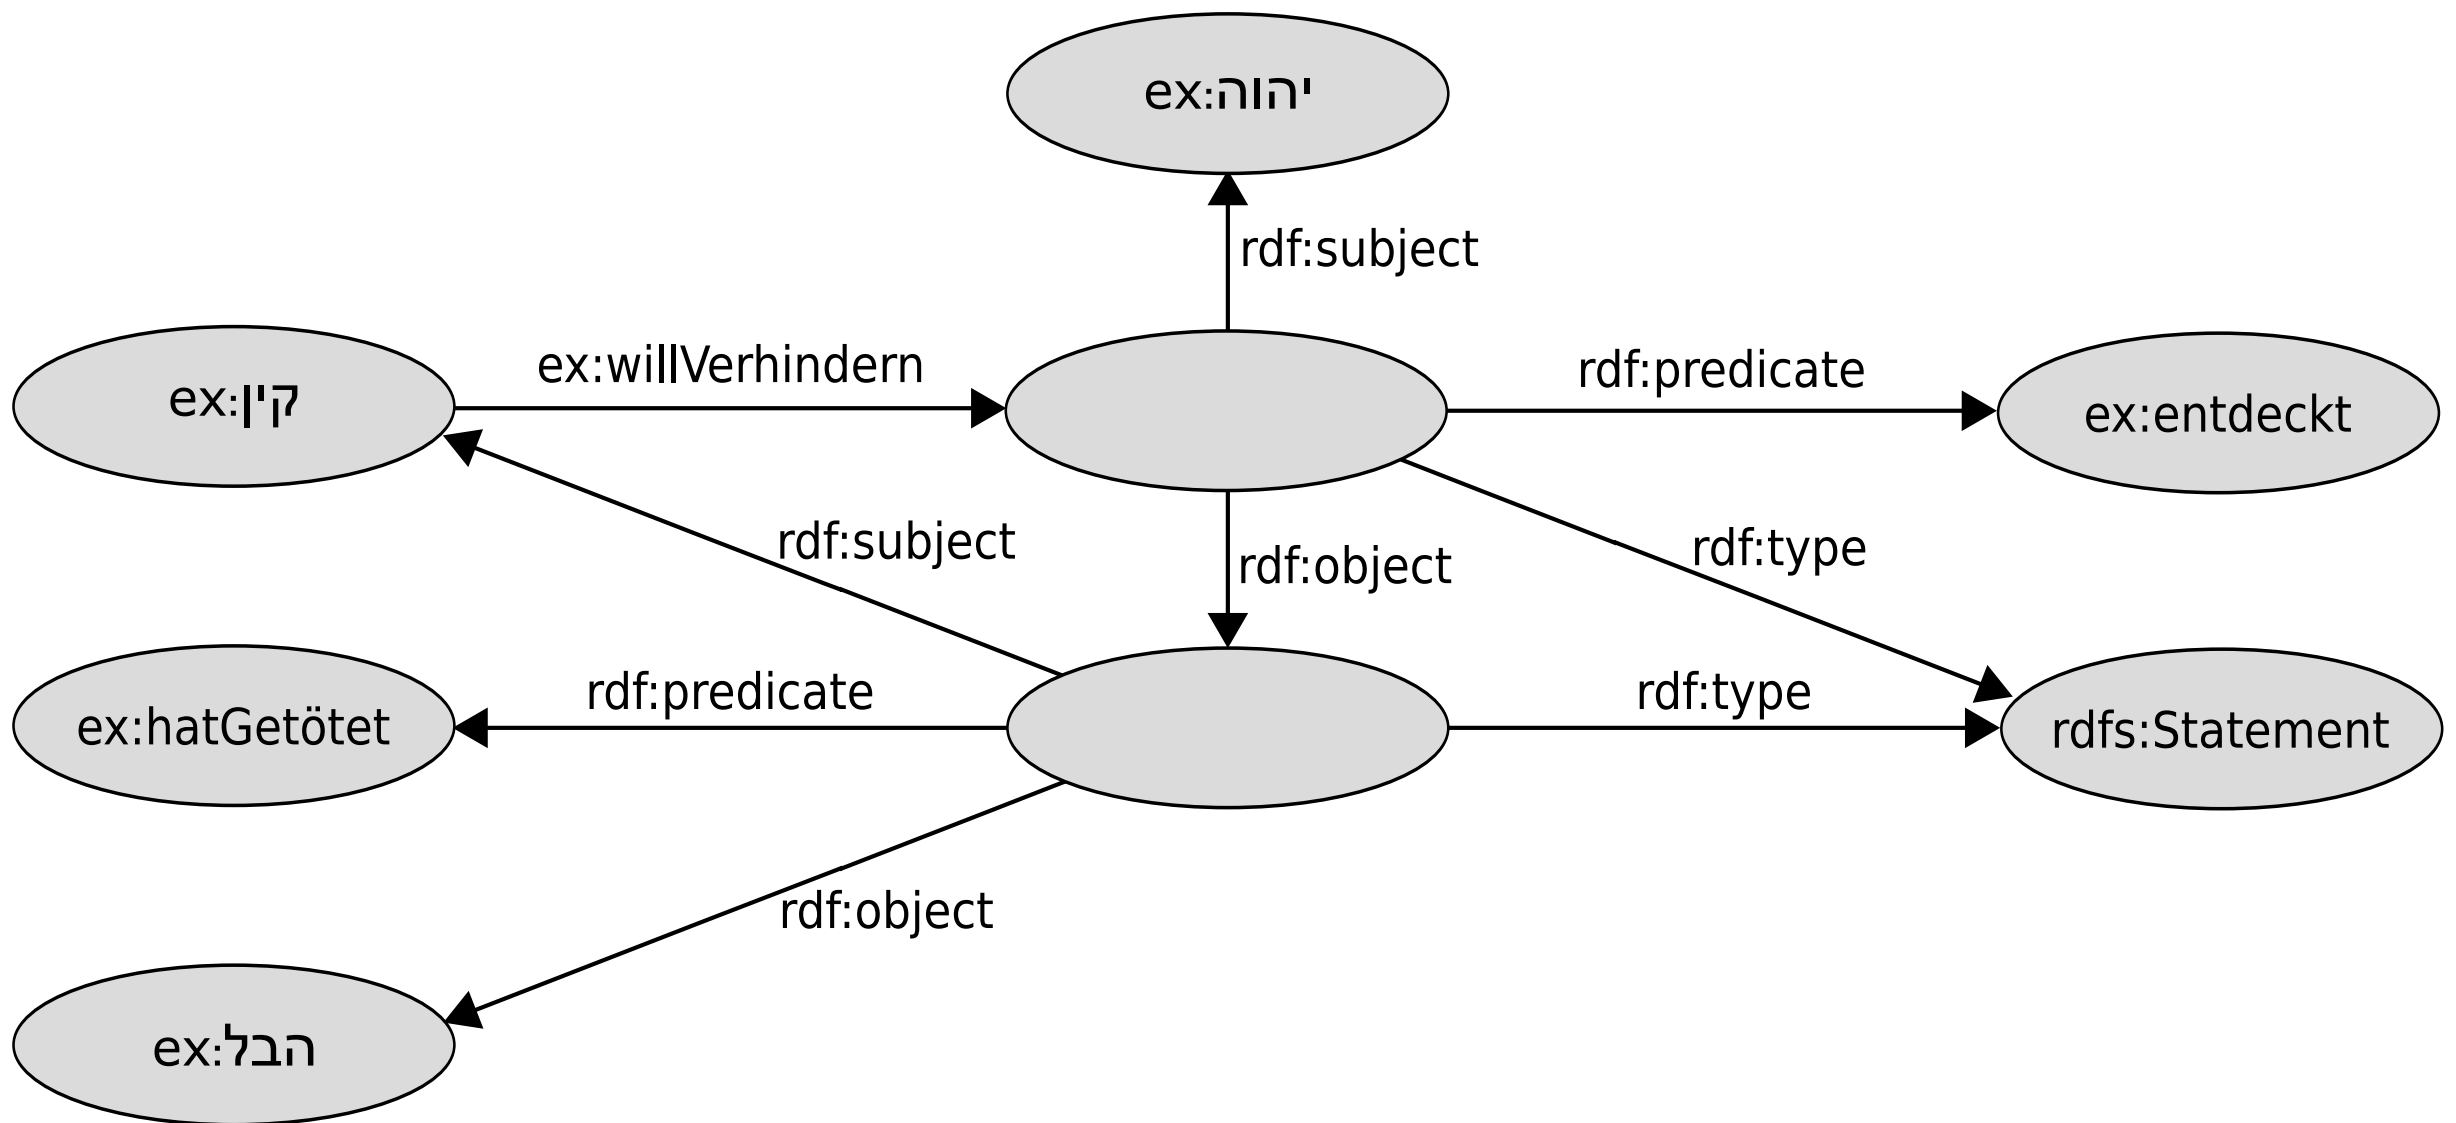 ex:יהוה
rdf:subject
ex:willVerhindern
rdf:predicate
ex:קין
ex:entdeckt
rdf:subject
rdf:object
rdf:type
rdf:predicate
rdf:type
ex:hatGetötet
rdfs:Statement
rdf:object
ex:הבל